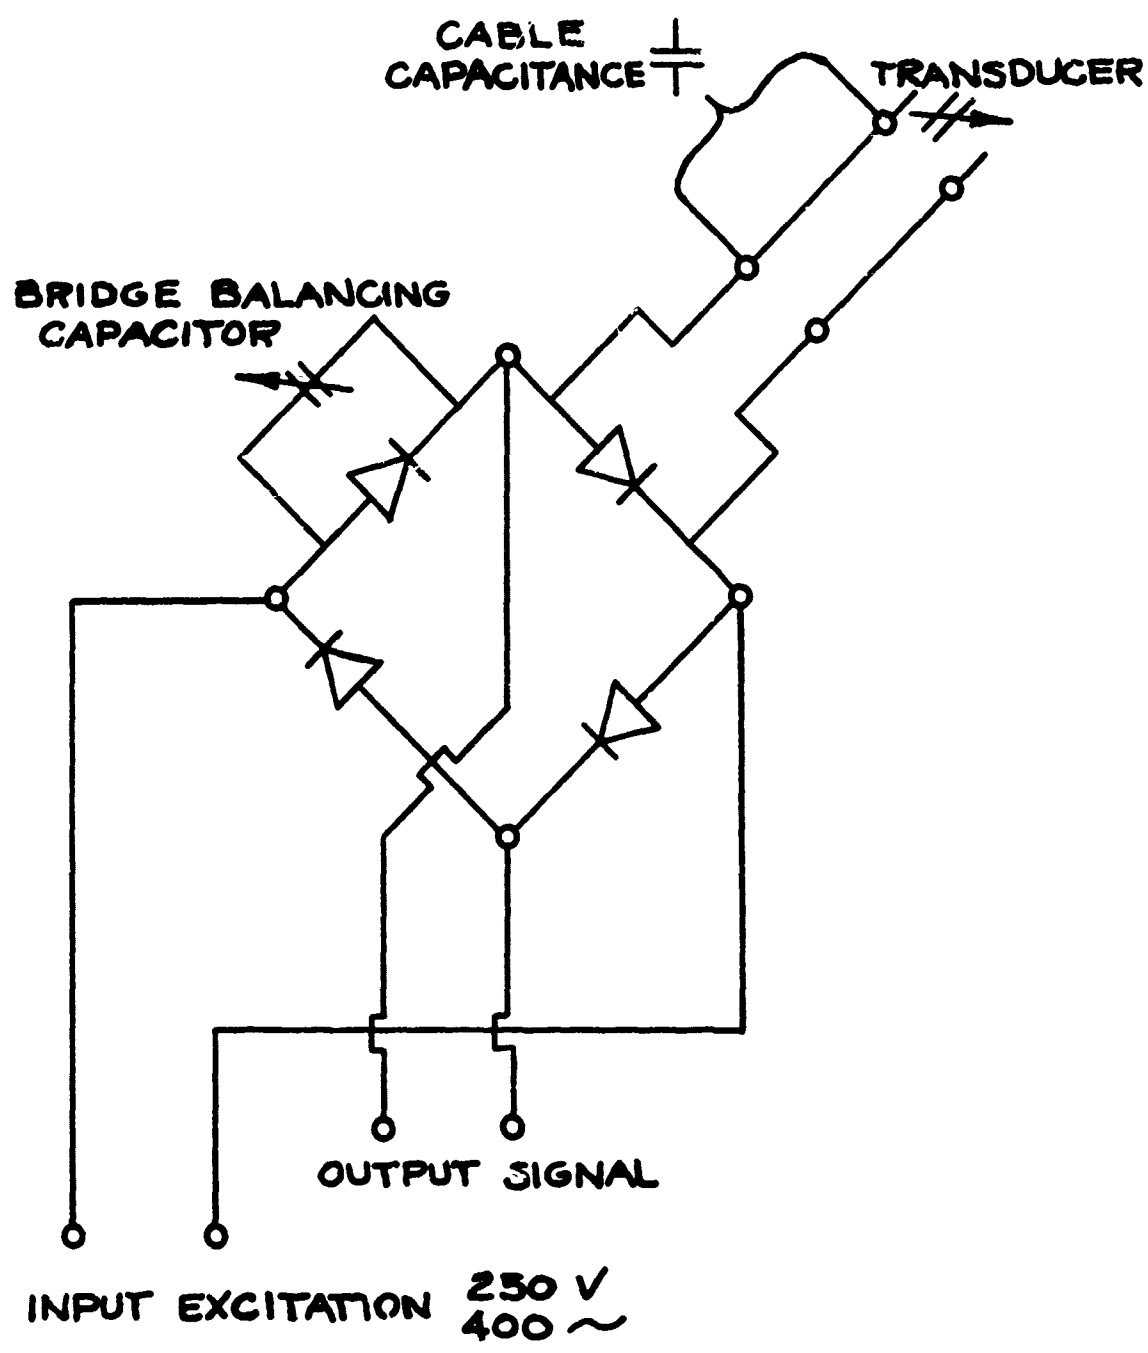 CABLE
CAPACITANCE
TRANSDUCER
BRIDGE BALANCING
CAPACITOR
OUTPUT SIGNAL
INPUT EXCITATION
250 V
400 ~